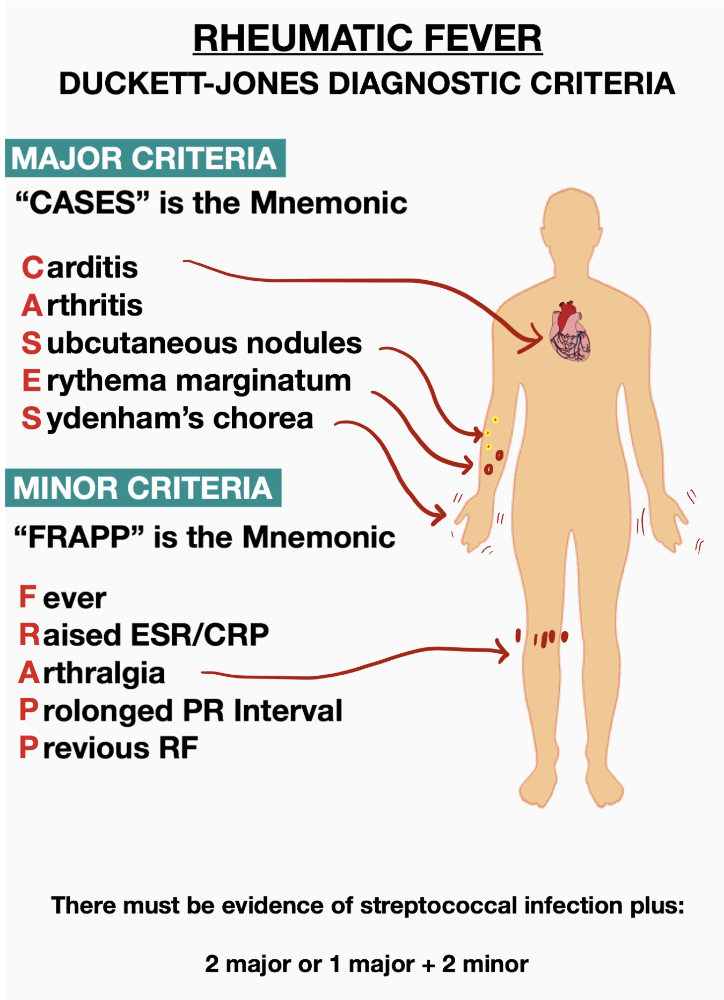 RHEUMATIC FEVER
DUCKETT-JONES DIAGNOSTIC CRITERIA
MAJOR CRITERIA
“CASES” is the Mnemonic
Carditis
Arthritis
Subcutaneous nodules
Erythema marginatum
Sydenham’s chorea
MINOR CRITERIA
“FRAPP” is the Mnemonic
Fever
Raised ESR/CRP
Arthralgia
Prolonged PR Interval
Previous RF
There must be evidence of streptococcal infection plus:
2 major or 1 major + 2 minor